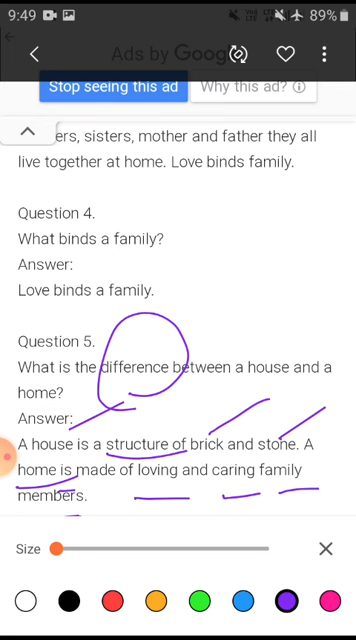 9:49
89%
Ads by Google
Stop seeing this ad
Why this ad?
ers, sisters, mother and father they all
live together at home. Love binds family.
Question 4.
What binds a family?
Answer:
Love binds a family.
Question 5.
What is the difference between a house and a
home?
Answer:
A house is a structure of brick and stone. A
home is made of loving and caring family
members.
Size